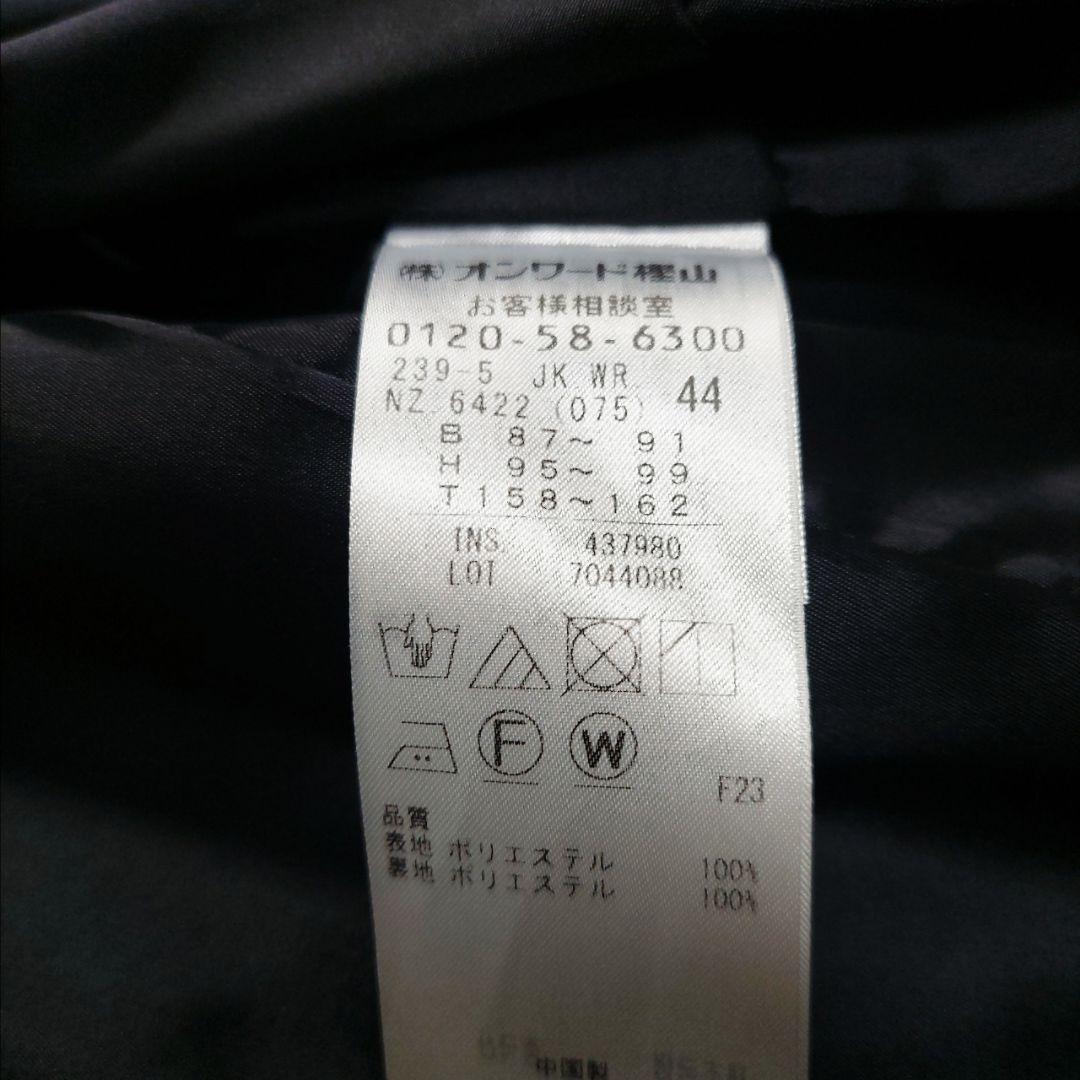 (株)オンワード樫山
お客様相談室
0120-58-6300
239-5 JK WR 44
NZ 6422 (075)
B 87~ 91
H 95~ 99
T158~162
INS. 437980
LOT 7044088
F
W
F23
品質
表地 ポリエステル 100%
裏地 ポリエステル 100%
中国製